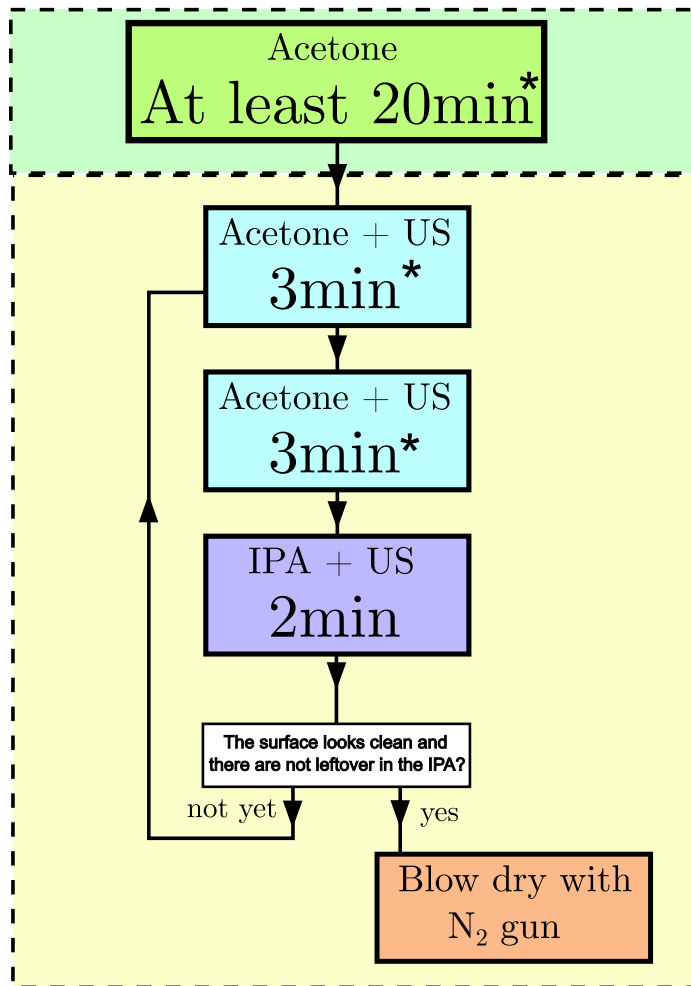 Acetone
At least 20min*
Acetone + US
3min*
Acetone + US
3min*
IPA + US
2min
The surface looks clean and
there are not leftover in the IPA?
not yet
yes
Blow dry with
N₂ gun